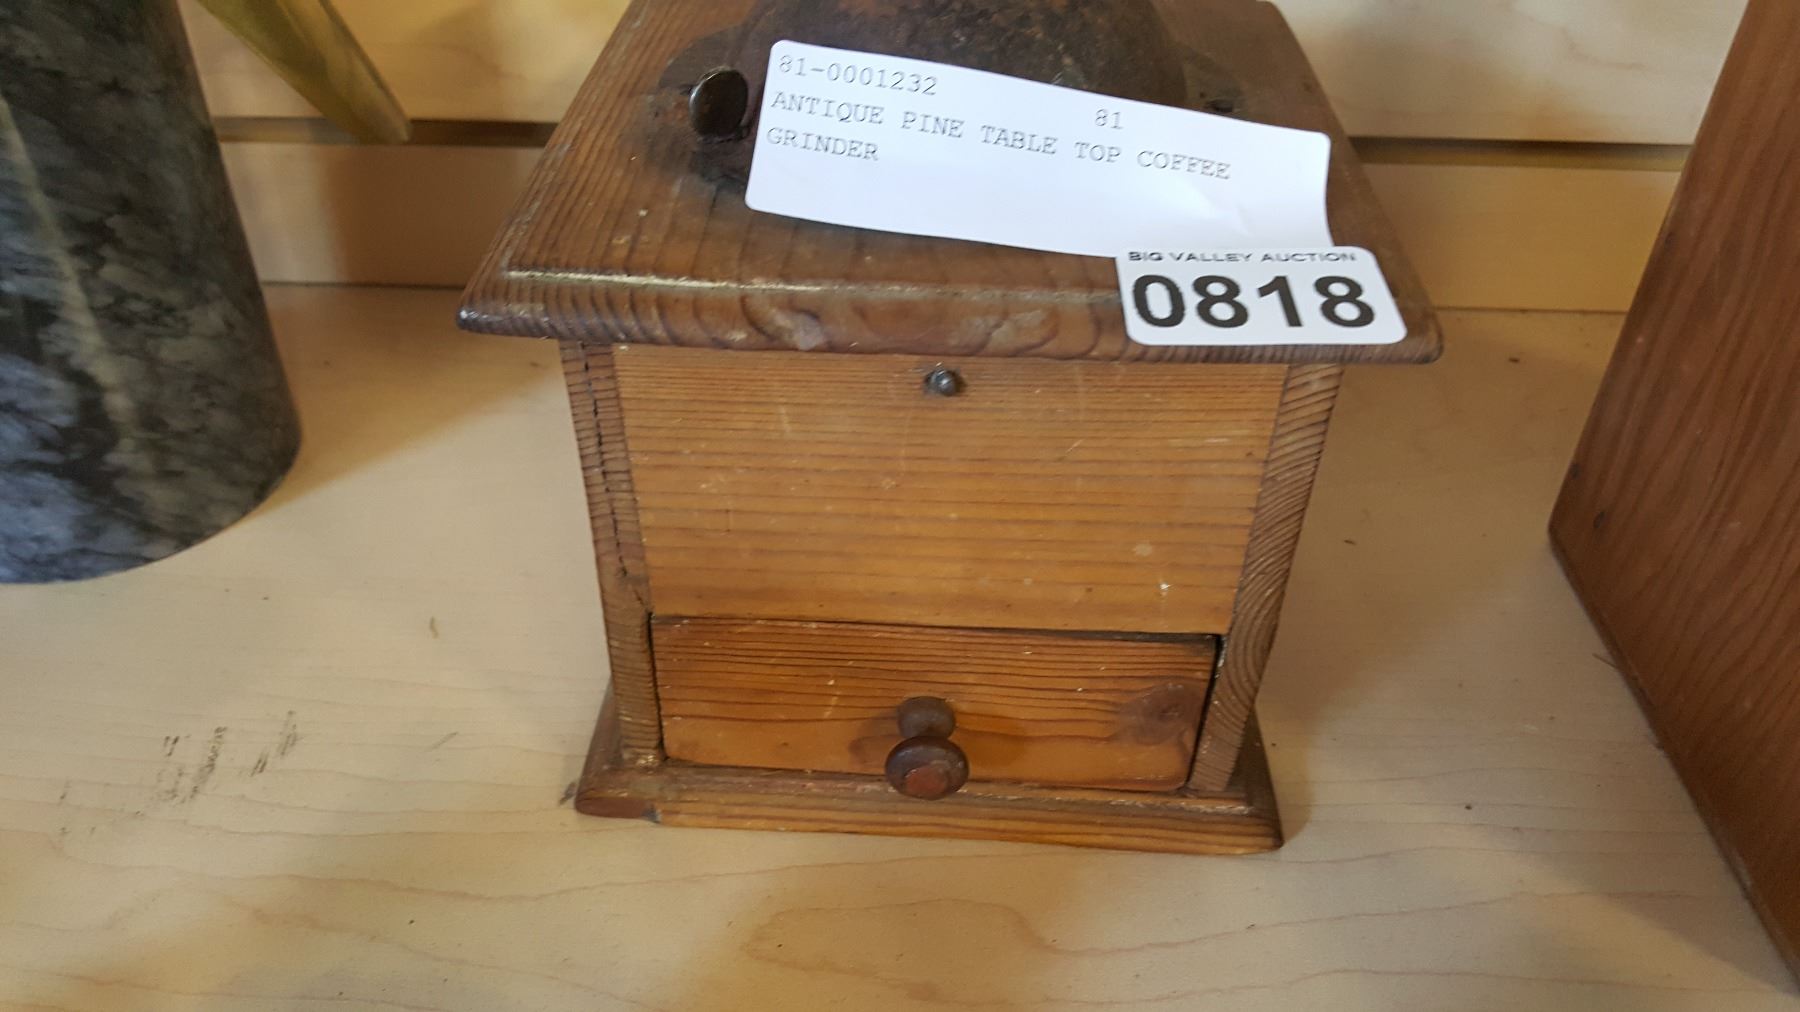 81-0001232
81
ANTIQUE PINE TABLE TOP COFFEE
GRINDER
BIG VALLEY AUCTION
0818